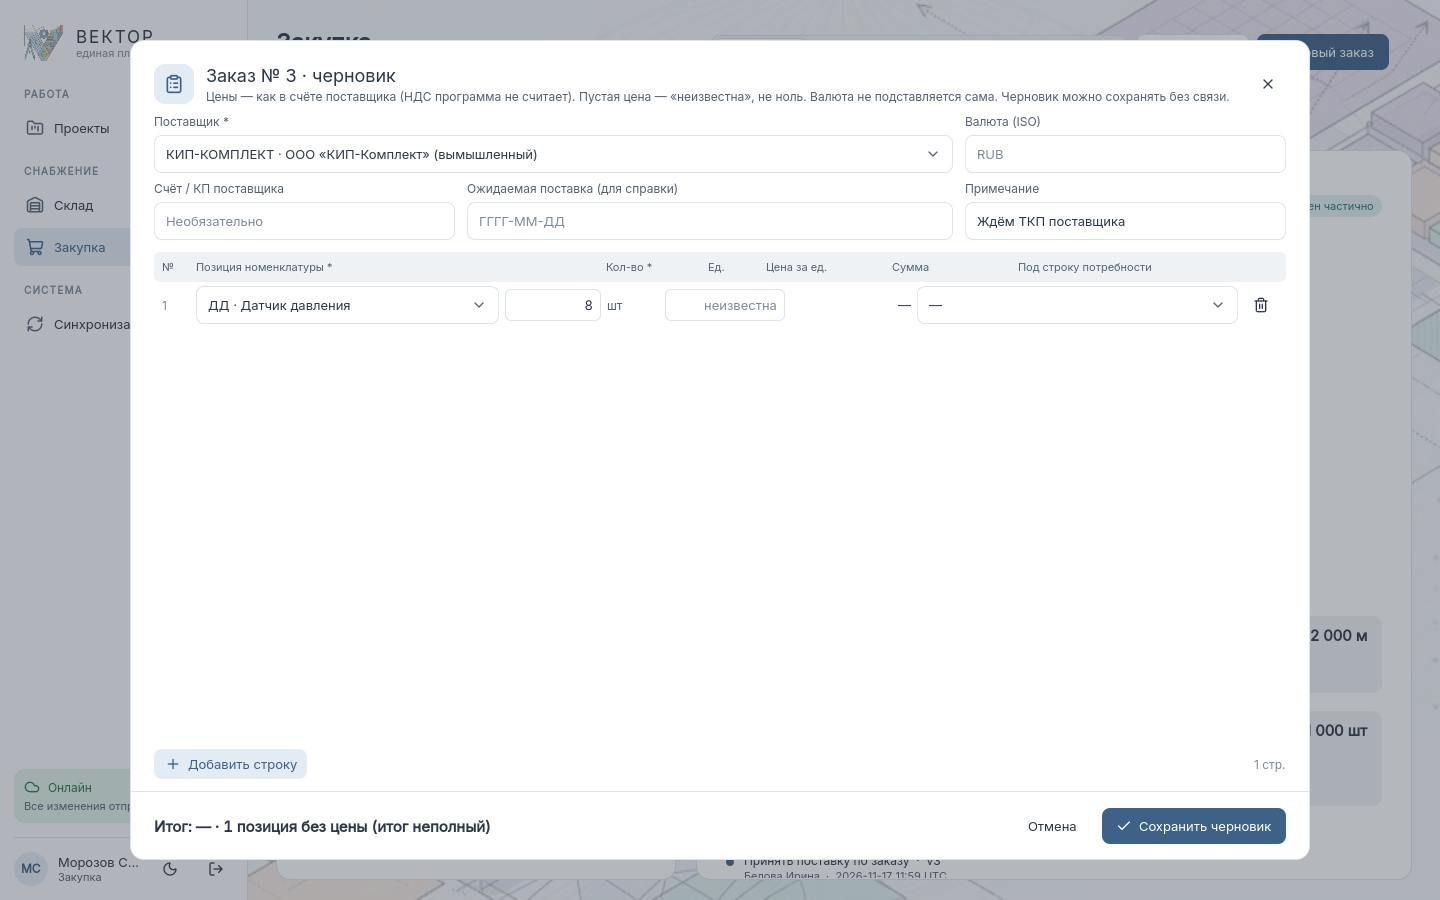 ВЕКТОР
единая пл
РАБОТА
Проекты
СНАБЖЕНИЕ
Склад
Закупка
СИСТЕМА
Синхрониза
Онлайн
Все изменения отпр
МС
Морозов С...
Закупка
Закупка
вый заказ
Заказ № 3 · черновик
Цены — как в счёте поставщика (НДС программа не считает). Пустая цена — «неизвестна», не ноль. Валюта не подставляется сама. Черновик можно сохранять без связи.
Поставщик *
Валюта (ISO)
КИП-КОМПЛЕКТ · ООО «КИП-Комплект» (вымышленный)
RUB
Счёт / КП поставщика
Ожидаемая поставка (для справки)
Примечание
Необязательно
ГГГГ-ММ-ДД
Ждём ТКП поставщика
ен частично
№
Позиция номенклатуры *
Кол-во *
Ед.
Цена за ед.
Сумма
Под строку потребности
1
ДД · Датчик давления
8
шт
неизвестна
—
—
2 000 м
000 шт
Добавить строку
1 стр.
Итог: — · 1 позиция без цены (итог неполный)
Отмена
Сохранить черновик
Принять поставку по заказу · v3
Белова Ирина · 2026-11-17 11:59 UTC